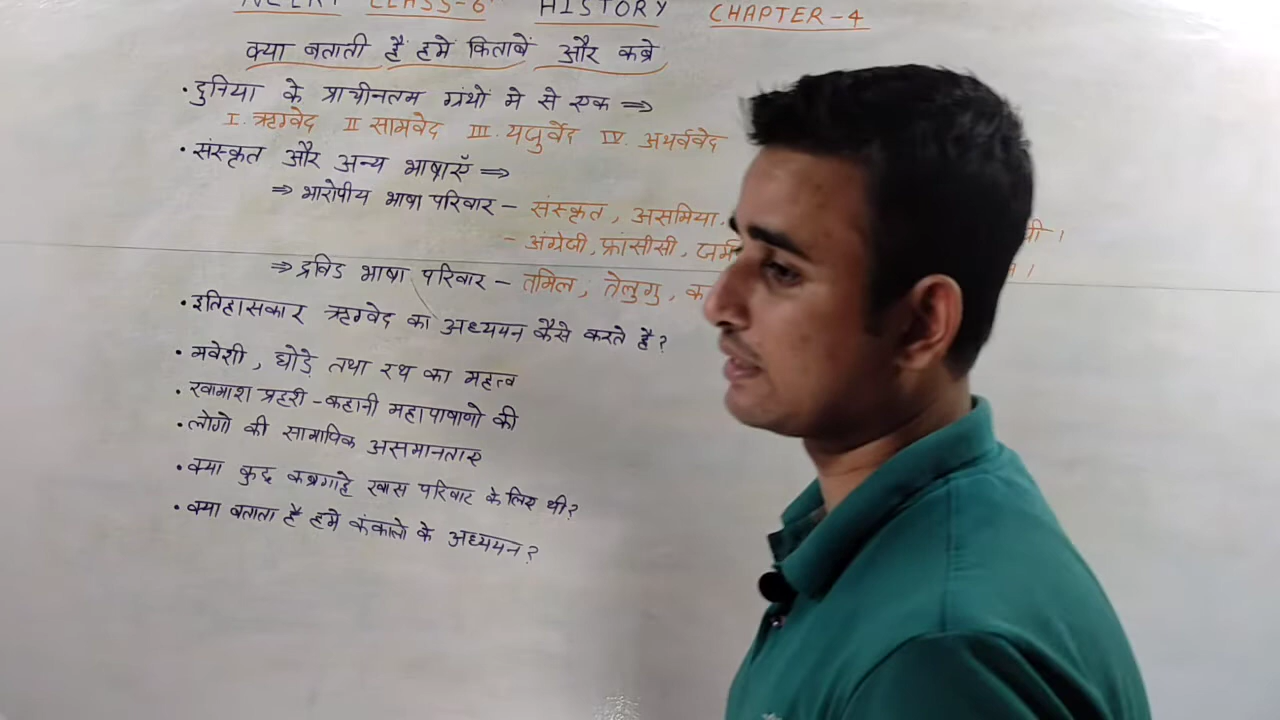 NCERT CLASS-6 HISTORY CHAPTER-4
क्या बताती हैं हमें किताबें और कब्रे
• दुनिया के प्राचीनतम ग्रंथों मे से एक ⇒
I. ऋग्वेद II सामवेद III. यजुर्वेद IV. अथर्ववेद
• संस्कृत और अन्य भाषाएँ ⇒
⇒ भारोपीय भाषा परिवार – संस्कृत, असमिया,
– अंग्रेजी, फ्रांसीसी,
⇒ द्रविड भाषा परिवार – तमिल, तेलुगु,
• इतिहासकार ऋग्वेद का अध्ययन कैसे करते है?
• मवेशी, घोड़े तथा रथ का महत्व
• खामोश प्रहरी – कहानी महापाषाणो की
• लोगो की सामाजिक असमानताए
• क्या कुछ कब्रगाहे खास परिवार के लिए थी?
• क्या बताता है हमे कंकालो के अध्ययन?